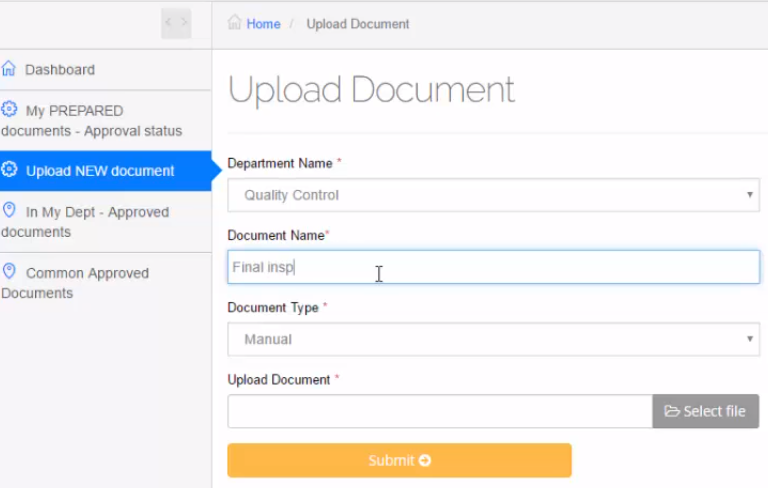 Home / Upload Document
Dashboard
My PREPARED
documents - Approval status
Upload NEW document
In My Dept - Approved
documents
Common Approved
Documents
Upload Document
Department Name *
Quality Control
Document Name*
Final insp
Document Type *
Manual
Upload Document *
Select file
Submit